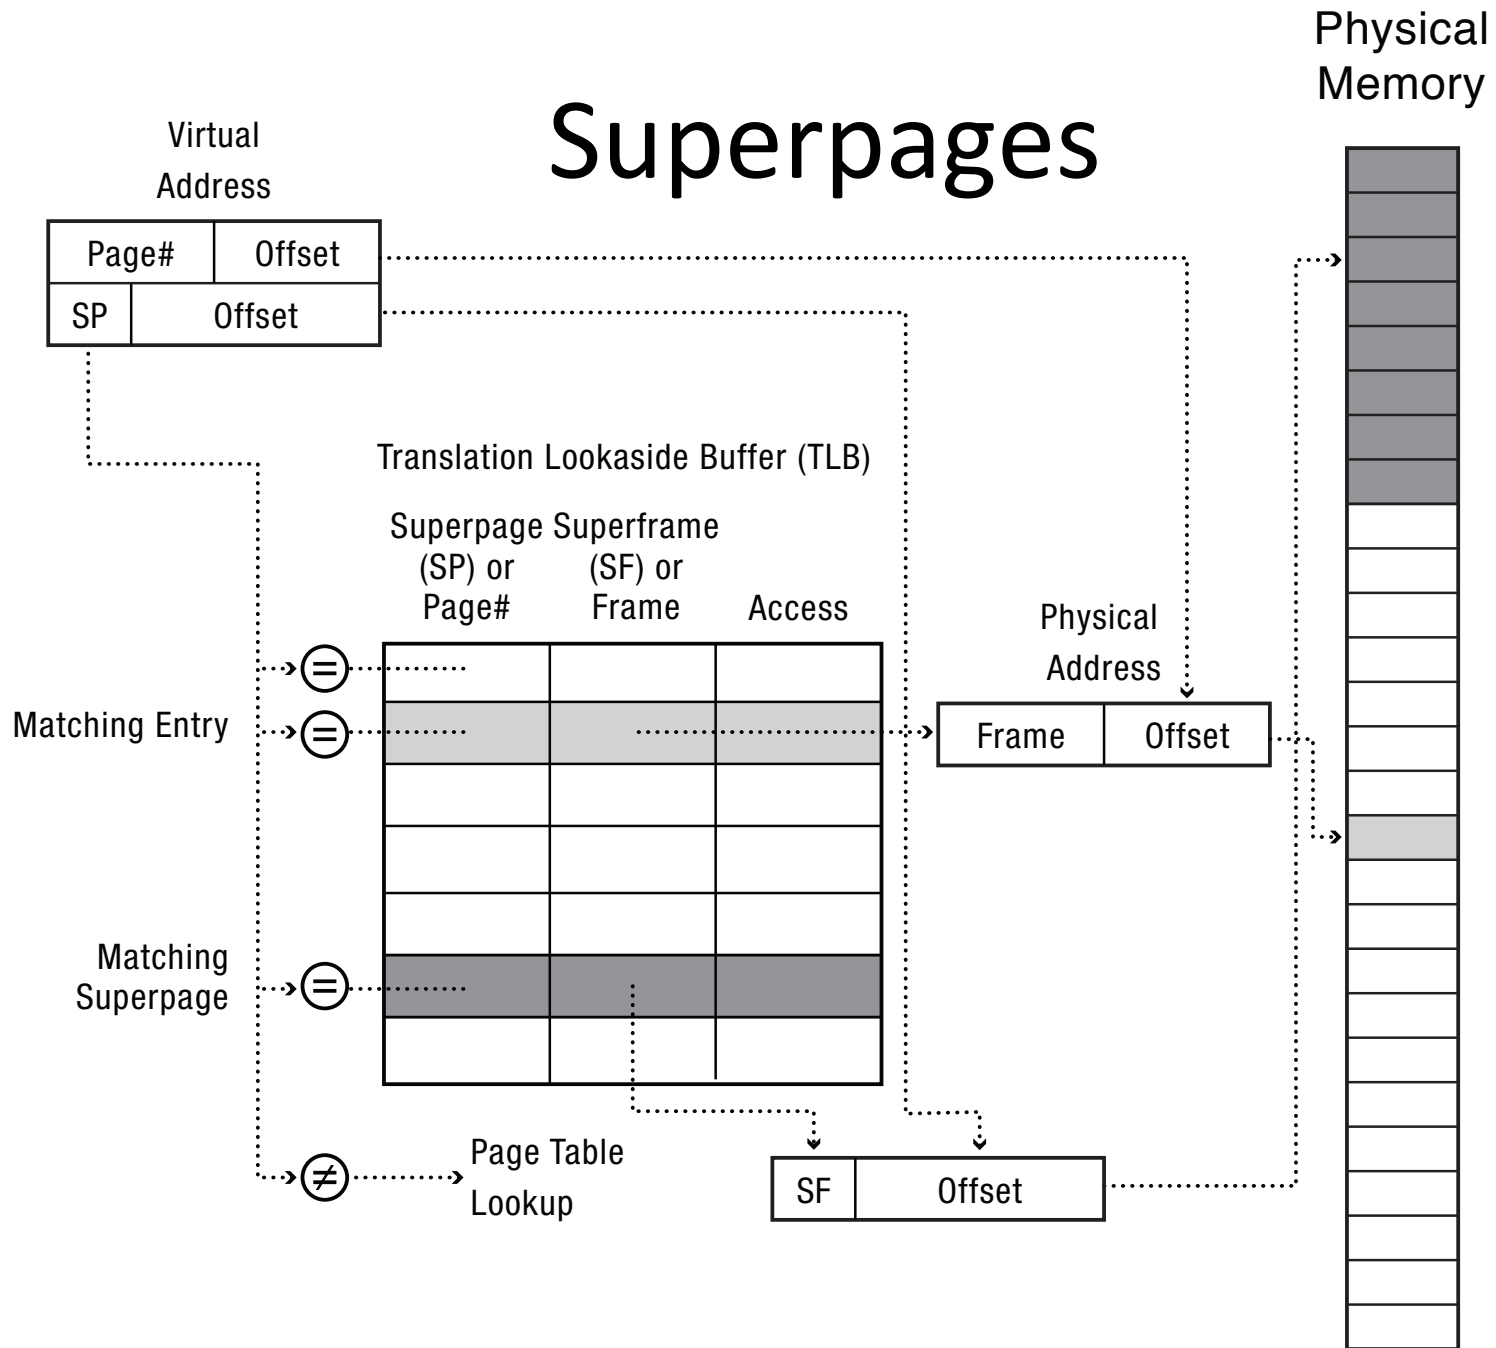 Physical
Memory
Superpages
Virtual
Address
Page#
Offset
SP
Offset
Translation Lookaside Buffer (TLB)
Superpage
(SP) or
Page#
Superframe
(SF) or
Frame
Access
=
Matching Entry
=
Physical
Address
Frame
Offset
Matching
Superpage
=
≠
Page Table
Lookup
SF
Offset